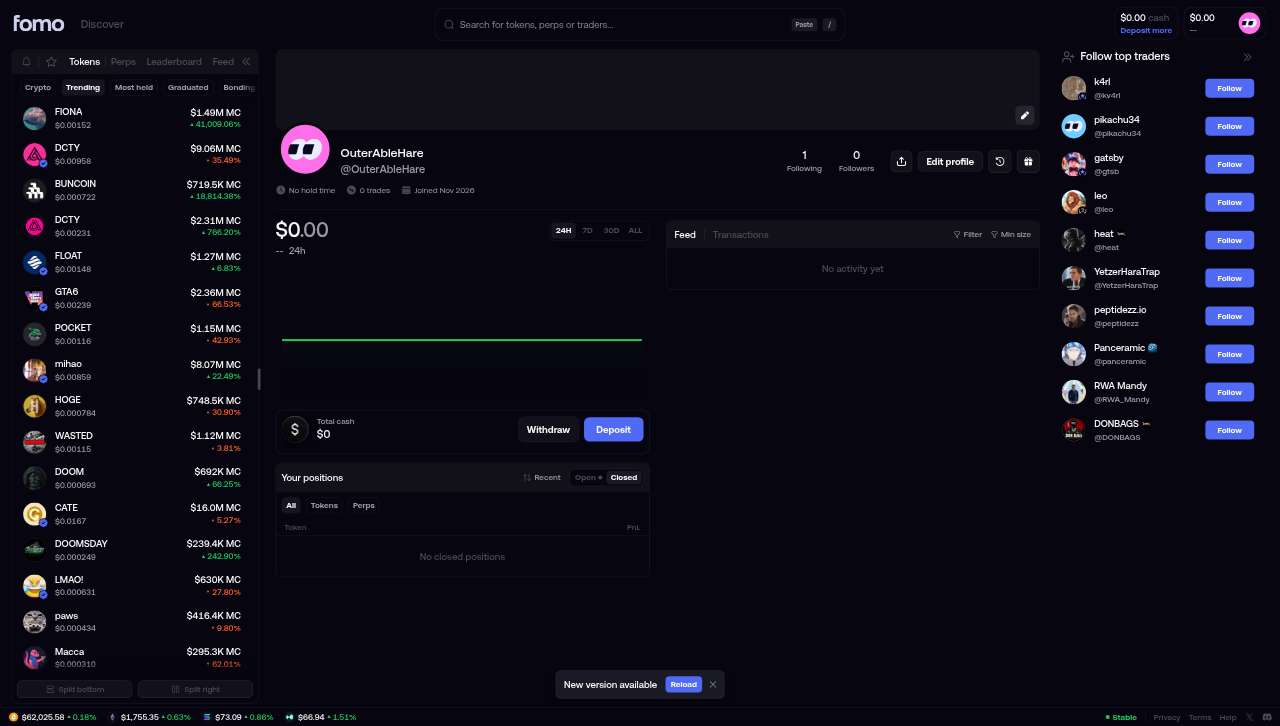 fomo
Discover
Search for tokens, perps or traders...
Paste
/
$0.00 cash
Deposit more
$0.00
--
Tokens Perps Leaderboard Feed
Crypto Trending Most held Graduated Bonding
FIONA $1.49M MC
$0.00152 41,009.06%
DCTY $9.06M MC
$0.00958 35.49%
BUNCOIN $719.5K MC
$0.000722 18,814.38%
DCTY $2.31M MC
$0.00231 766.20%
FLOAT $1.27M MC
$0.00148 6.83%
GTA6 $2.36M MC
$0.00239 66.53%
POCKET $1.15M MC
$0.00116 42.93%
mihao $8.07M MC
$0.00859 22.49%
HOGE $748.5K MC
$0.000784 30.90%
WASTED $1.12M MC
$0.00115 3.81%
DOOM $692K MC
$0.000693 66.25%
CATE $16.0M MC
$0.0167 5.27%
DOOMSDAY $239.4K MC
$0.000249 242.90%
LMAO! $630K MC
$0.000631 27.80%
paws $416.4K MC
$0.000434 9.80%
Macca $295.3K MC
$0.000310 62.01%
Split bottom Split right
OuterAbleHare
@OuterAbleHare
No hold time 0 trades Joined Nov 2026
1
Following
0
Followers
Edit profile
$0.00
-- 24h
24H 7D 30D ALL
Total cash
$0
Withdraw Deposit
Your positions
Recent Open Closed
All Tokens Perps
Token PnL
No closed positions
Feed Transactions
Filter Min size
No activity yet
Follow top traders
k4rl
@kv4rl
Follow
pikachu34
@pikachu34
Follow
gatsby
@gtsb
Follow
leo
@leo
Follow
heat
@heat
Follow
YetzerHaraTrap
@YetzerHaraTrap
Follow
peptidezz.io
@peptidezz
Follow
Panceramic
@panceramic
Follow
RWA Mandy
@RWA_Mandy
Follow
DONBAGS
@DONBAGS
Follow
New version available Reload
$62,025.58 0.18% $1,755.35 0.63% $73.09 0.86% $66.94 1.51%
Stable Privacy Terms Help